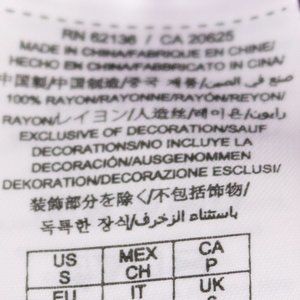 RN 62136 / CA 20625
MADE IN CHINA/FABRIQUE EN CHINE/
HECHO EN CHINA/FABBRICATO IN CINA/
中国製/中国制造/중국 제품/صنع في الصين/
100% RAYON/RAYONNE/RAYÓN/REYON/
RAYON/レイヨン/人造丝/레이온/رايون/
EXCLUSIVE OF DECORATION/SAUF
DECORATIONS/NO INCLUYE LA
DECORACIÓN/AUSGENOMMEN
DEKORATION/DECORAZIONE ESCLUSI/
装飾部分を除く/不包括饰物/
독특한 장식/باستثناء الزخرف/
US MEX CA
S CH P
EU IT UK